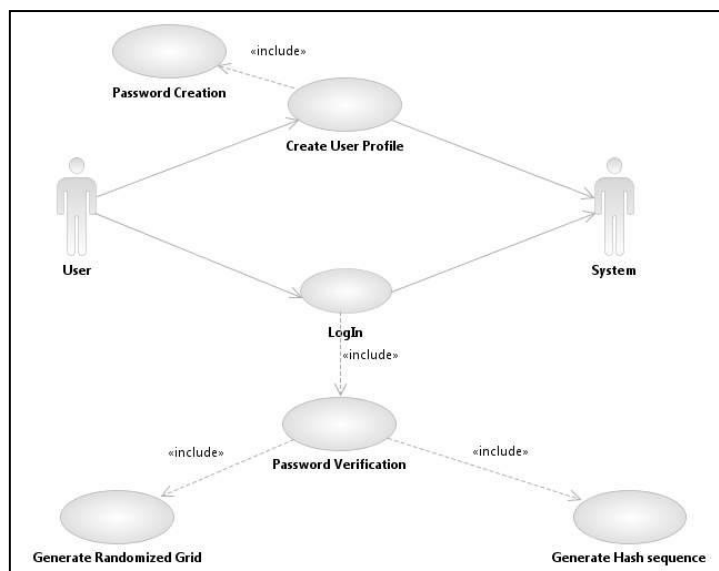 «include»
Password Creation
Create User Profile
User
System
LogIn
«include»
Password Verification
«include»
«include»
Generate Randomized Grid
Generate Hash sequence